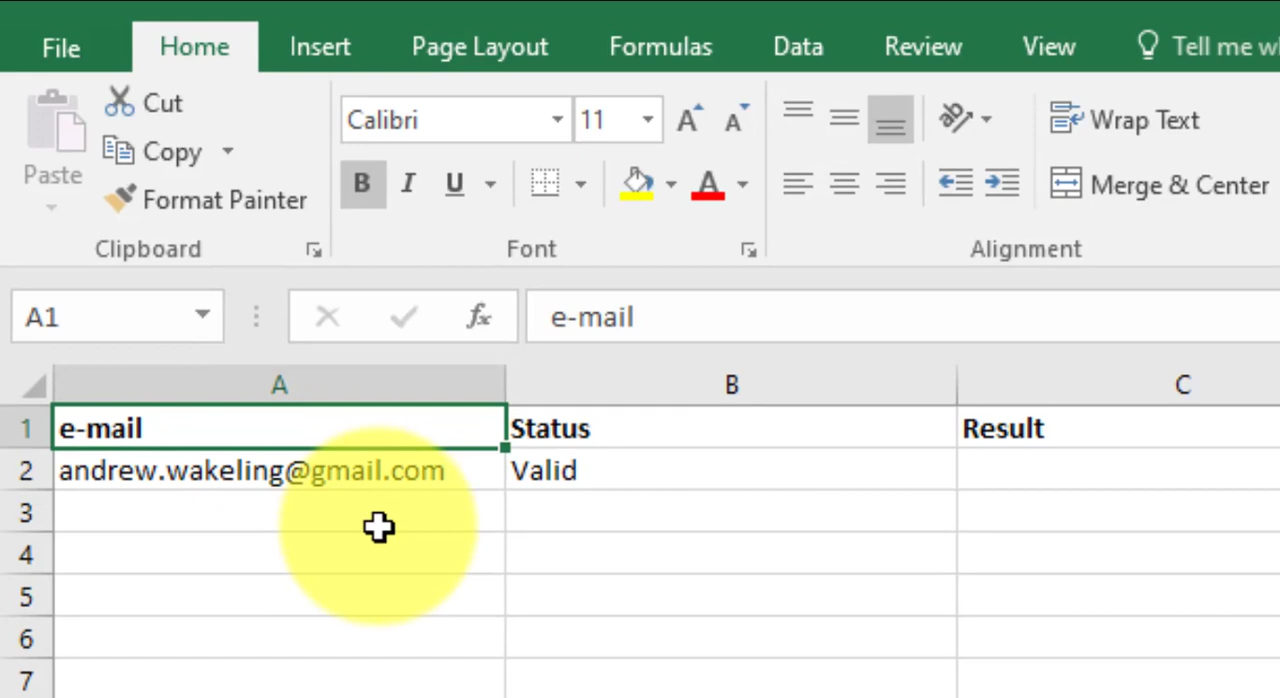 File Home Insert Page Layout Formulas Data Review View Tell me
Cut
Copy
Paste
Format Painter
Clipboard
Calibri 11
B I U
Font
Wrap Text
Merge & Center
Alignment
A1 fx e-mail
A B C
1 e-mail Status Result
2 andrew.wakeling@gmail.com Valid
3
4
5
6
7